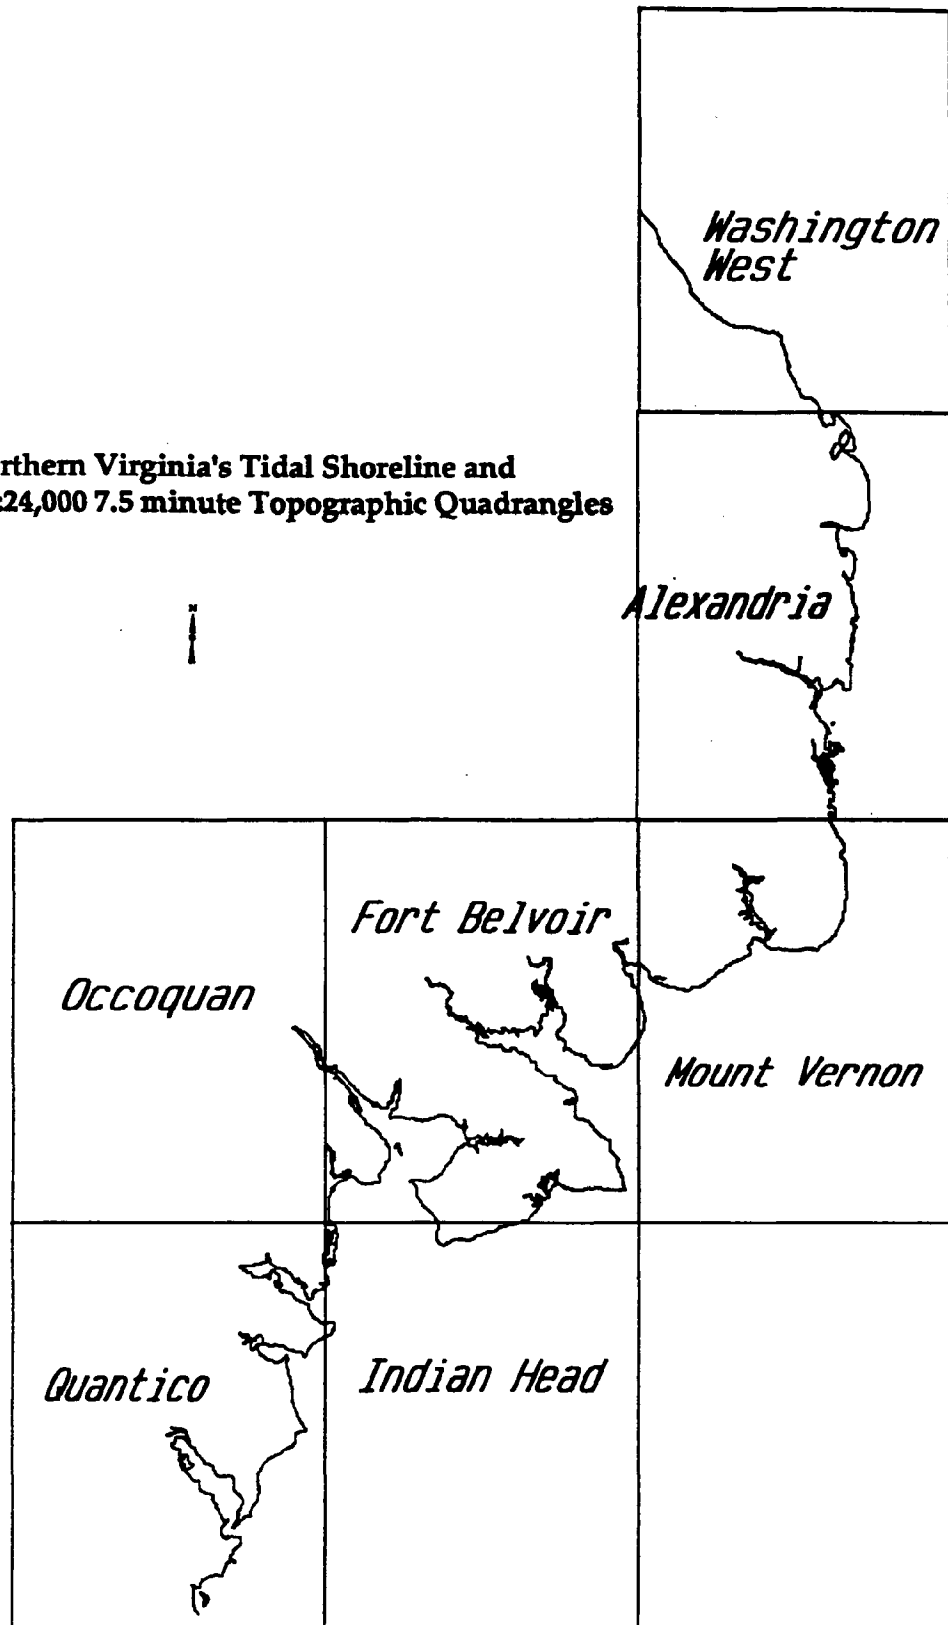 Washington
West
rthern Virginia's Tidal Shoreline and
:24,000 7.5 minute Topographic Quadrangles
N
Alexandria
Fort Belvoir
Occoquan
Mount Vernon
Quantico
Indian Head